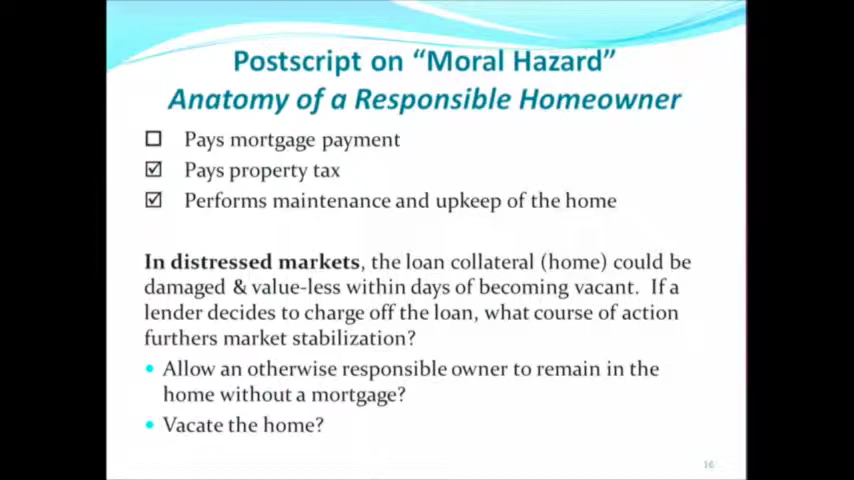 Postscript on “Moral Hazard”
Anatomy of a Responsible Homeowner
☐ Pays mortgage payment
☑ Pays property tax
☑ Performs maintenance and upkeep of the home
In distressed markets, the loan collateral (home) could be
damaged & value-less within days of becoming vacant. If a
lender decides to charge off the loan, what course of action
furthers market stabilization?
• Allow an otherwise responsible owner to remain in the
home without a mortgage?
• Vacate the home?
16